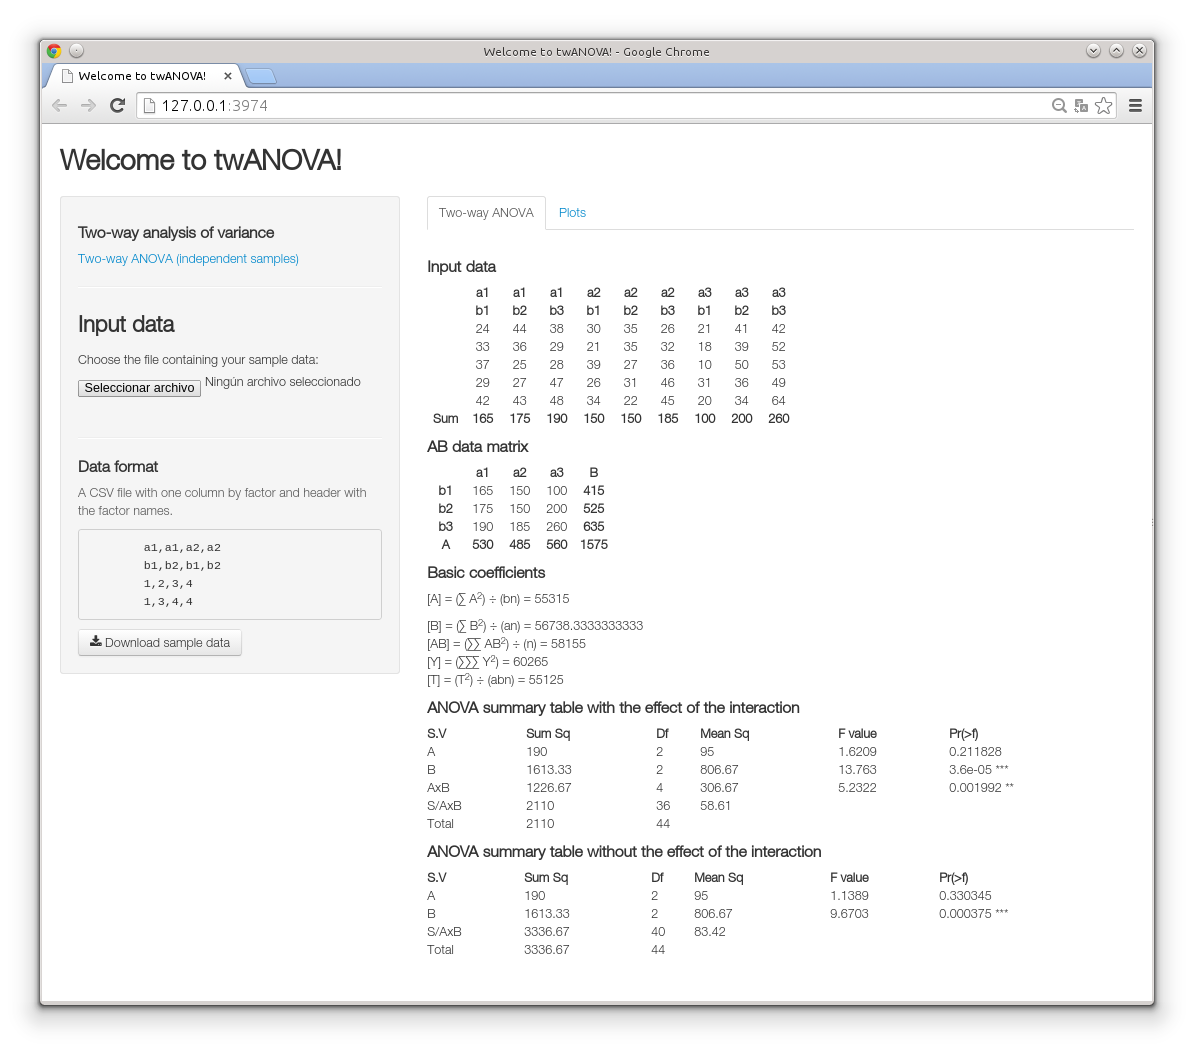 Welcome to twANOVA! - Google Chrome
Welcome to twANOVA!
127.0.0.1:3974
Welcome to twANOVA!
Two-way analysis of variance
Two-way ANOVA (independent samples)
Input data
Choose the file containing your sample data:
Seleccionar archivo Ningún archivo seleccionado
Data format
A CSV file with one column by factor and header with
the factor names.
a1,a1,a2,a2
b1,b2,b1,b2
1,2,3,4
1,3,4,4
Download sample data
Two-way ANOVA Plots
Input data
a1 a1 a1 a2 a2 a2 a3 a3 a3
b1 b2 b3 b1 b2 b3 b1 b2 b3
24 44 38 30 35 26 21 41 42
33 36 29 21 35 32 18 39 52
37 25 28 39 27 36 10 50 53
29 27 47 26 31 46 31 36 49
42 43 48 34 22 45 20 34 64
Sum 165 175 190 150 150 185 100 200 260
AB data matrix
a1 a2 a3 B
b1 165 150 100 415
b2 175 150 200 525
b3 190 185 260 635
A 530 485 560 1575
Basic coefficients
[A] = (∑ A²) ÷ (bn) = 55315
[B] = (∑ B²) ÷ (an) = 56738.3333333333
[AB] = (∑∑ AB²) ÷ (n) = 58155
[Y] = (∑∑∑ Y²) = 60265
[T] = (T²) ÷ (abn) = 55125
ANOVA summary table with the effect of the interaction
S.V Sum Sq Df Mean Sq F value Pr(>f)
A 190 2 95 1.6209 0.211828
B 1613.33 2 806.67 13.763 3.6e-05 ***
AxB 1226.67 4 306.67 5.2322 0.001992 **
S/AxB 2110 36 58.61
Total 2110 44
ANOVA summary table without the effect of the interaction
S.V Sum Sq Df Mean Sq F value Pr(>f)
A 190 2 95 1.1389 0.330345
B 1613.33 2 806.67 9.6703 0.000375 ***
S/AxB 3336.67 40 83.42
Total 3336.67 44